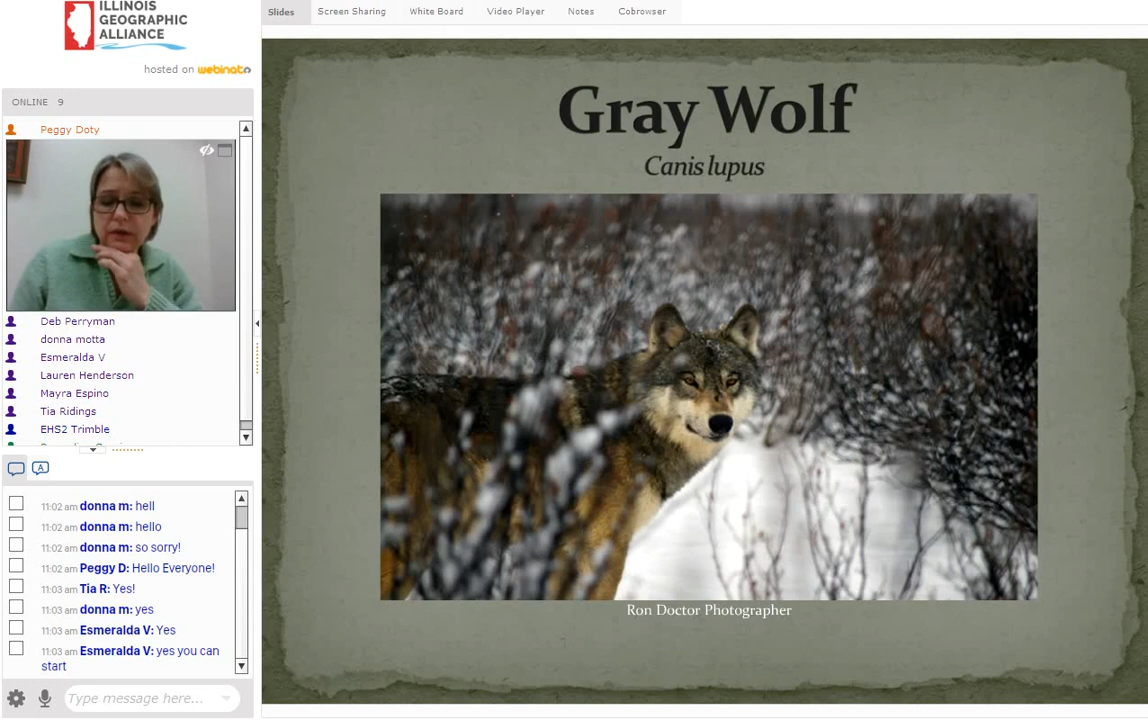 ILLINOIS
GEOGRAPHIC
ALLIANCE
hosted on webinato
ONLINE 9
Peggy Doty
Deb Perryman
donna motta
Esmeralda V
Lauren Henderson
Mayra Espino
Tia Ridings
EHS2 Trimble
A
11:02 am donna m: hell
11:02 am donna m: hello
11:02 am donna m: so sorry!
11:02 am Peggy D: Hello Everyone!
11:03 am Tia R: Yes!
11:03 am donna m: yes
11:03 am Esmeralda V: Yes
11:03 am Esmeralda V: yes you can
start
Type message here...
Slides Screen Sharing White Board Video Player Notes Cobrowser
Gray Wolf
Canis lupus
Ron Doctor Photographer